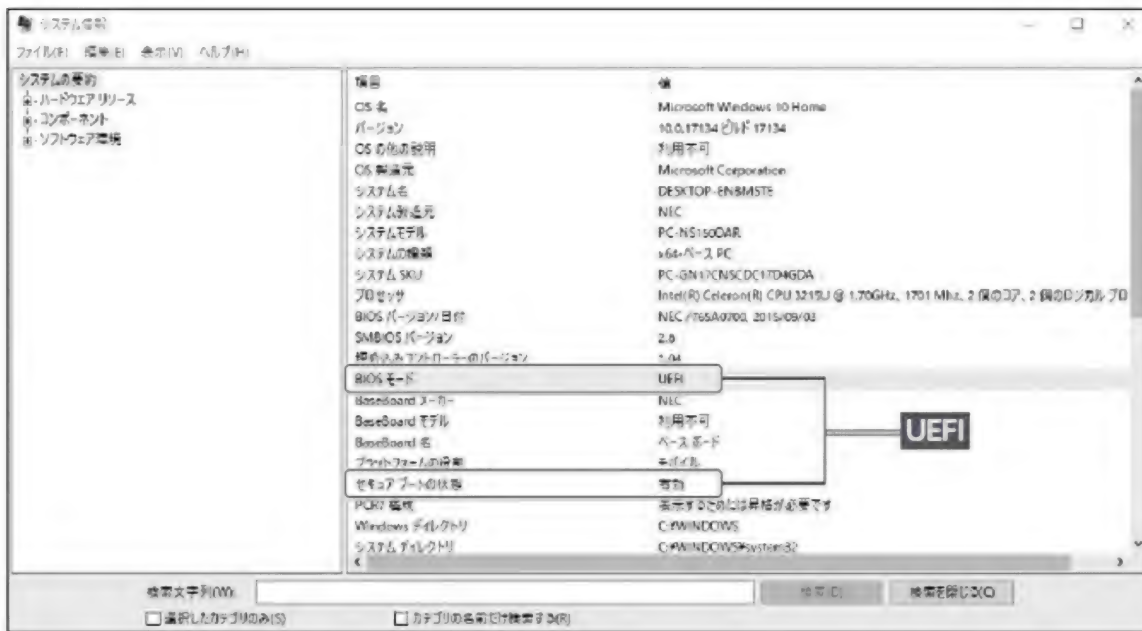 システム情報
ファイル(F) 編集(E) 表示(V) ヘルプ(H)
システムの要約
ハードウェア リソース
コンポーネント
ソフトウェア環境
項目 値
OS 名 Microsoft Windows 10 Home
バージョン 10.0.17134 ビルド 17134
OS の他の説明 利用不可
OS 製造元 Microsoft Corporation
システム名 DESKTOP-ENBMSTE
システム製造元 NEC
システムモデル PC-NS150DAR
システムの種類 x64-ベース PC
システム SKU PC-GN17CNSCDC17D4GDA
プロセッサ Intel(R) Celeron(R) CPU 3215U @ 1.70GHz、1701 Mhz、2 個のコア、2 個のロジカル プロ
BIOS バージョン/日付 NEC /765A0700, 2015/09/03
SMBIOS バージョン 2.8
埋め込みコントローラーのバージョン 1.04
BIOS モード UEFI
BaseBoard メーカー NEC
BaseBoard モデル 利用不可
UEFI
BaseBoard 名 ベース ボード
プラットフォームの役割 モバイル
セキュア ブートの状態 有効
PCR7 構成 表示するためには昇格が必要です
Windows ディレクトリ C:¥WINDOWS
システム ディレクトリ C:¥WINDOWS¥system32
検索文字列(W): 検索(D) 検索を閉じる(C)
選択したカテゴリのみ(S) カテゴリの名前だけ検索する(R)